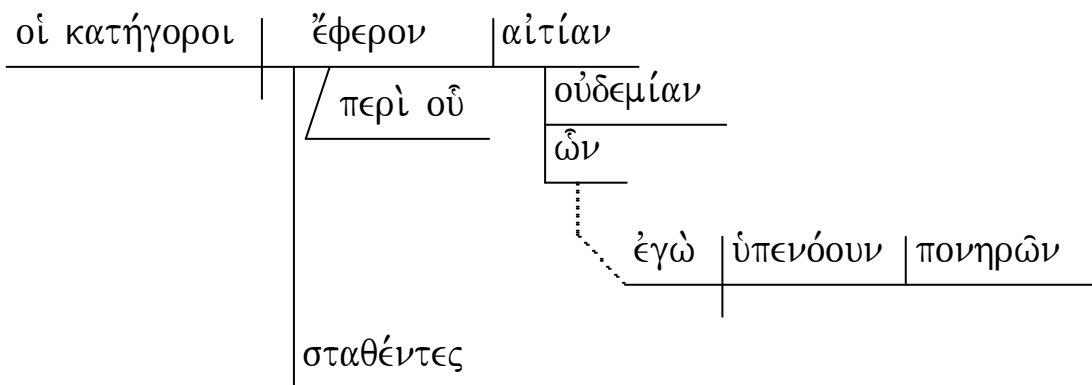 οἱ κατήγοροι ἔφερον αἰτίαν
περὶ οὗ οὐδεμίαν
ὧν
ἐγὼ ὑπενόουν πονηρῶν
σταθέντες